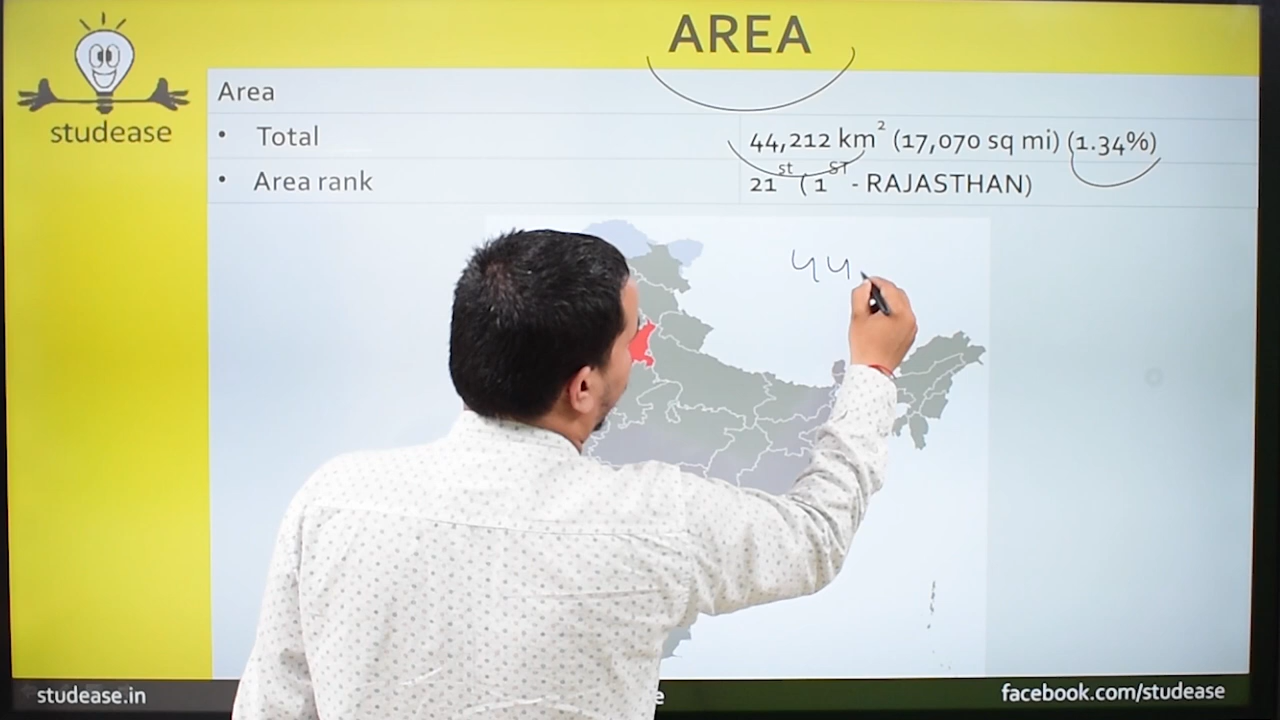 AREA
studease
Area
• Total 44,212 km² (17,070 sq mi) (1.34%)
• Area rank 21st (1ST - RAJASTHAN)
44
studease.in
facebook.com/studease